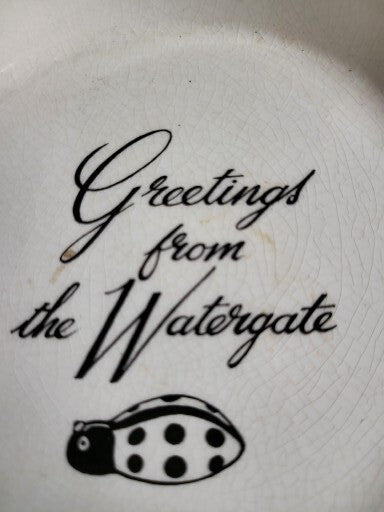 Greetings
from
the Watergate